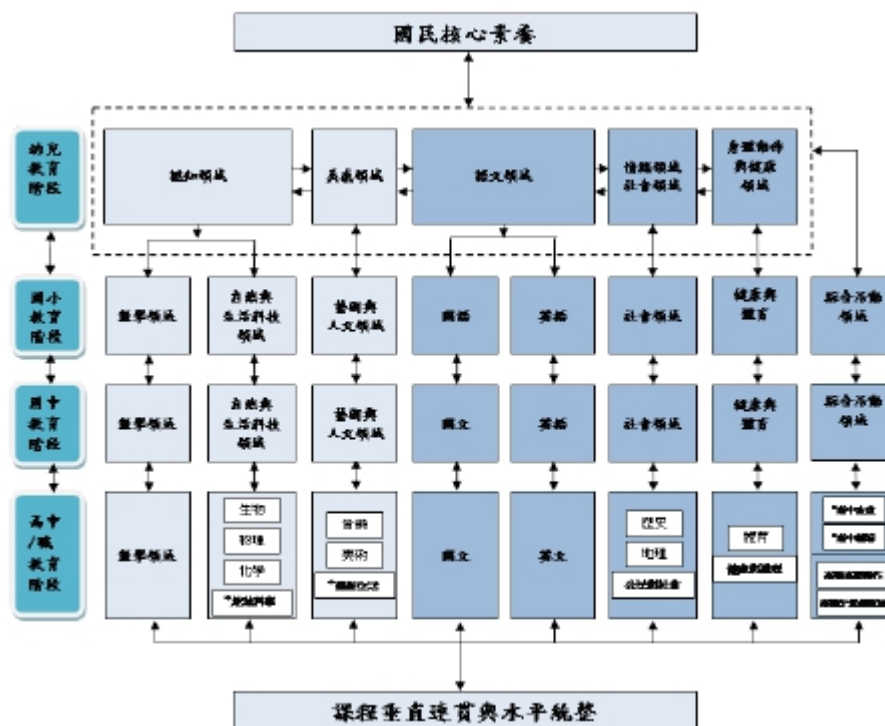 國民核心素養
幼兒
教育
階段
認知領域
美感領域
語文領域
情緒領域
社會領域
身體動作
與健康
領域
國小
教育
階段
數學領域
自然與
生活科技
領域
藝術與
人文領域
國語
英語
社會領域
健康與
體育
綜合活動
領域
國中
教育
階段
數學領域
自然與
生活科技
領域
藝術與
人文領域
國文
英語
社會領域
健康與
體育
綜合活動
領域
高中
/職
教育
階段
數學領域
生物
物理
化學
音樂
美術
國文
英文
歷史
地理
公民與社會
體育
課程垂直連貫與水平統整